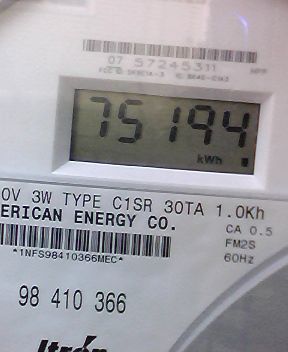 07 57245311
75194
kWh
0V 3W TYPE C1SR 30TA 1.0Kh
ERICAN ENERGY CO.
CA 0.5
FM2S
60Hz
*1NFS98410366MEC*
98 410 366
Itrón